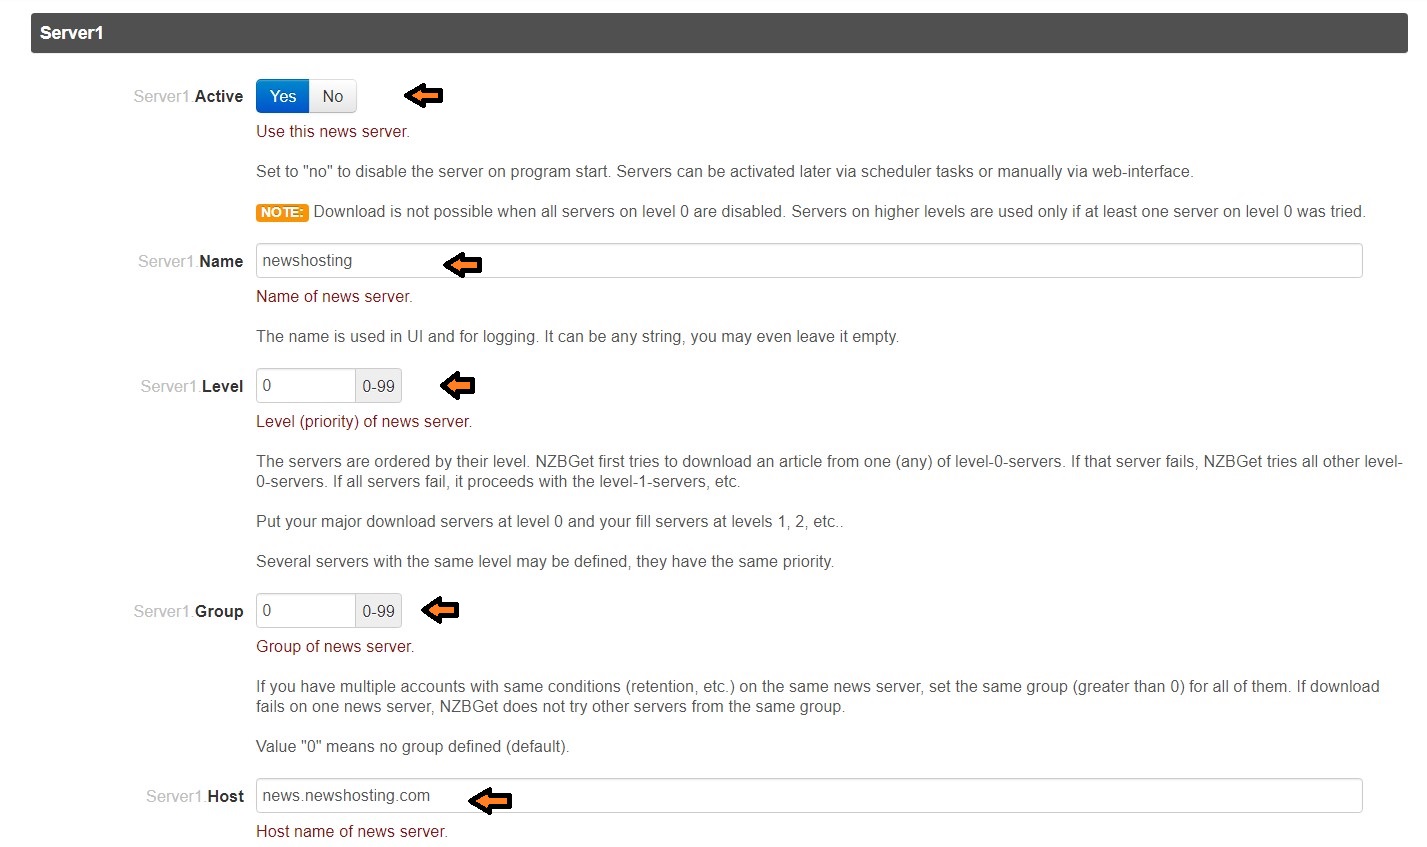 Server1
Server1.Active Yes No
Use this news server.
Set to "no" to disable the server on program start. Servers can be activated later via scheduler tasks or manually via web-interface.
NOTE: Download is not possible when all servers on level 0 are disabled. Servers on higher levels are used only if at least one server on level 0 was tried.
Server1.Name newshosting
Name of news server.
The name is used in UI and for logging. It can be any string, you may even leave it empty.
Server1.Level 0 0-99
Level (priority) of news server.
The servers are ordered by their level. NZBGet first tries to download an article from one (any) of level-0-servers. If that server fails, NZBGet tries all other level-
0-servers. If all servers fail, it proceeds with the level-1-servers, etc.
Put your major download servers at level 0 and your fill servers at levels 1, 2, etc..
Several servers with the same level may be defined, they have the same priority.
Server1.Group 0 0-99
Group of news server.
If you have multiple accounts with same conditions (retention, etc.) on the same news server, set the same group (greater than 0) for all of them. If download
fails on one news server, NZBGet does not try other servers from the same group.
Value "0" means no group defined (default).
Server1.Host news.newshosting.com
Host name of news server.